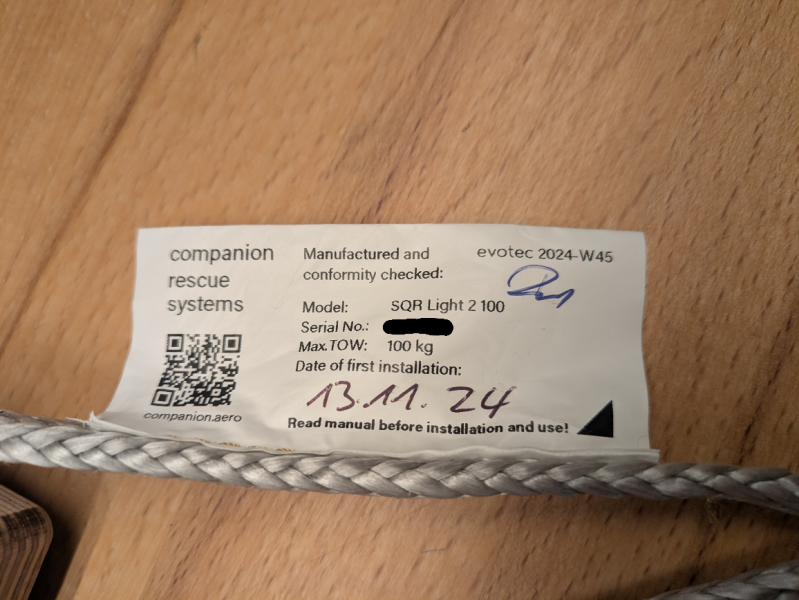 companion
rescue
systems
companion.aero
Manufactured and
conformity checked:
evotec 2024-W45
Model: SQR Light 2 100
Serial No.:
Max.TOW: 100 kg
Date of first installation:
13.11.24
Read manual before installation and use!